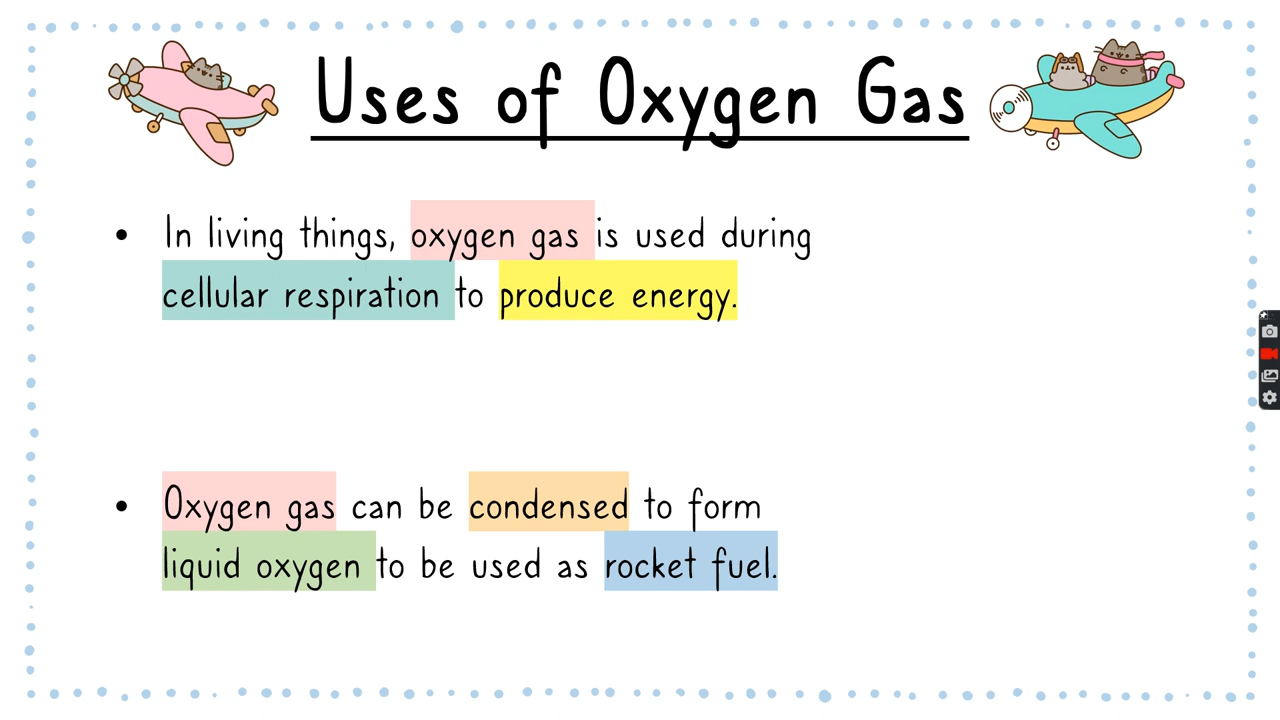 Uses of Oxygen Gas
• In living things, oxygen gas is used during
cellular respiration to produce energy.
• Oxygen gas can be condensed to form
liquid oxygen to be used as rocket fuel.